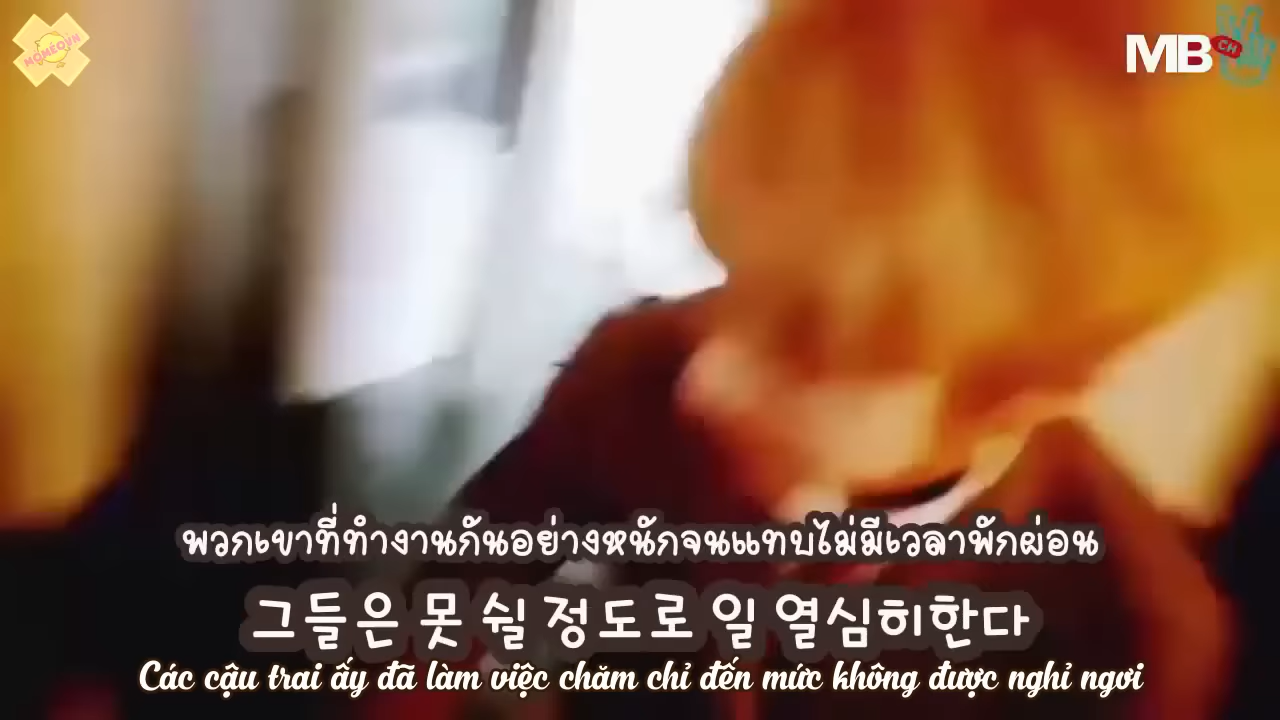 MOMEOVN
MB CH
พวกเขาที่ทำงานกันอย่างหนักจนแทบไม่มีเวลาพักผ่อน
그들은 못 쉴 정도로 일 열심히한다
Các cậu trai ấy đã làm việc chăm chỉ đến mức không được nghỉ ngơi